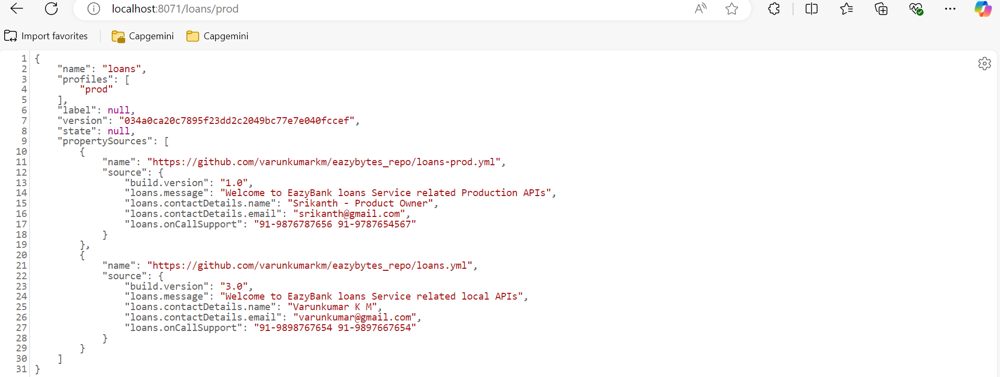 localhost:8071/loans/prod
Import favorites Capgemini Capgemini
1 {
2 "name": "loans",
3 "profiles": [
4 "prod"
5 ],
6 "label": null,
7 "version": "034a0ca20c7895f23dd2c2049bc77e7e040fccef",
8 "state": null,
9 "propertySources": [
10 {
11 "name": "https://github.com/varunkumarkm/eazybytes_repo/loans-prod.yml",
12 "source": {
13 "build.version": "1.0",
14 "loans.message": "Welcome to EazyBank loans Service related Production APIs",
15 "loans.contactDetails.name": "Srikanth - Product Owner",
16 "loans.contactDetails.email": "srikanth@gmail.com",
17 "loans.onCallSupport": "91-9876787656 91-9787654567"
18 }
19 },
20 {
21 "name": "https://github.com/varunkumarkm/eazybytes_repo/loans.yml",
22 "source": {
23 "build.version": "3.0",
24 "loans.message": "Welcome to EazyBank loans Service related local APIs",
25 "loans.contactDetails.name": "Varunkumar K M",
26 "loans.contactDetails.email": "varunkumar@gmail.com",
27 "loans.onCallSupport": "91-9898767654 91-9897667654"
28 }
29 }
30 ]
31 }